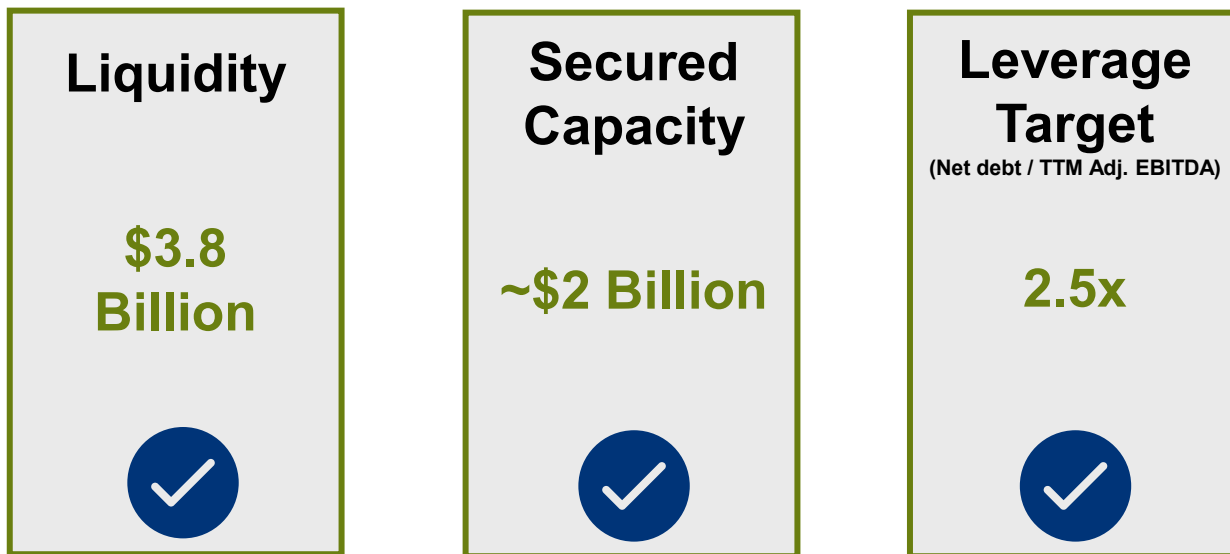 Liquidity
$3.8
Billion
Secured
Capacity
~$2 Billion
Leverage
Target
(Net debt / TTM Adj. EBITDA)
2.5x